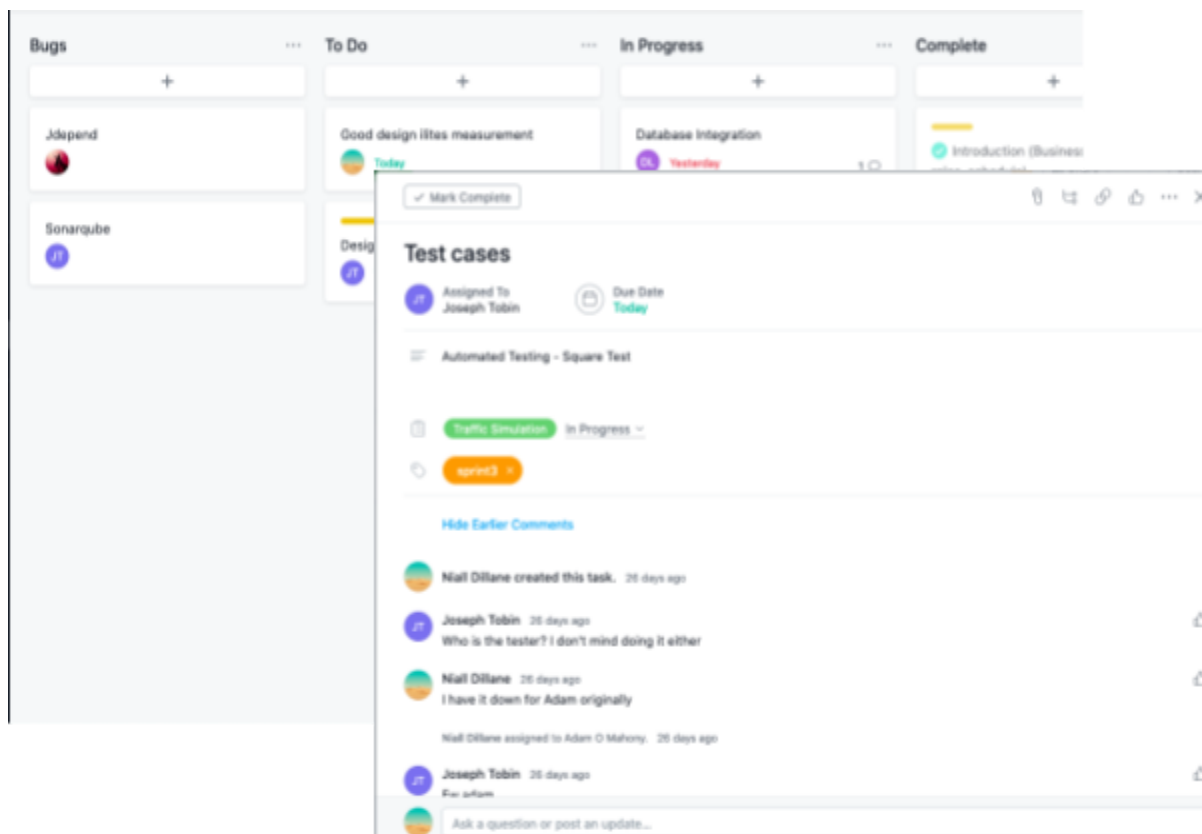 Bugs ... To Do ... In Progress ... Complete
+ + + +
Jdepend
Good design ilites measurement
Today
Database Integration
DL Yesterday 1
Introduction (Business
Sonarqube
JT
Desig
JT
Mark Complete
Test cases
JT Assigned To
Joseph Tobin
Due Date
Today
Automated Testing - Square Test
Traffic Simulation In Progress
sprint3 ×
Hide Earlier Comments
Niall Dillane created this task. 26 days ago
JT Joseph Tobin 26 days ago
Who is the tester? I don't mind doing it either
Niall Dillane 26 days ago
I have it down for Adam originally
Niall Dillane assigned to Adam O Mahony. 26 days ago
JT Joseph Tobin 26 days ago
Ask a question or post an update...